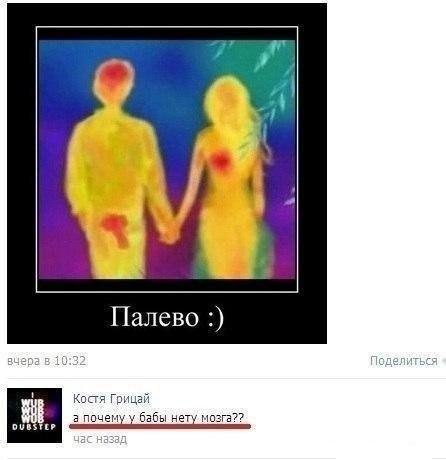 Палево :)
вчера в 10:32
Поделиться
I
WUB
WUB
WUB
DUBSTEP
Костя Грицай
а почему у бабы нету мозга??
час назад